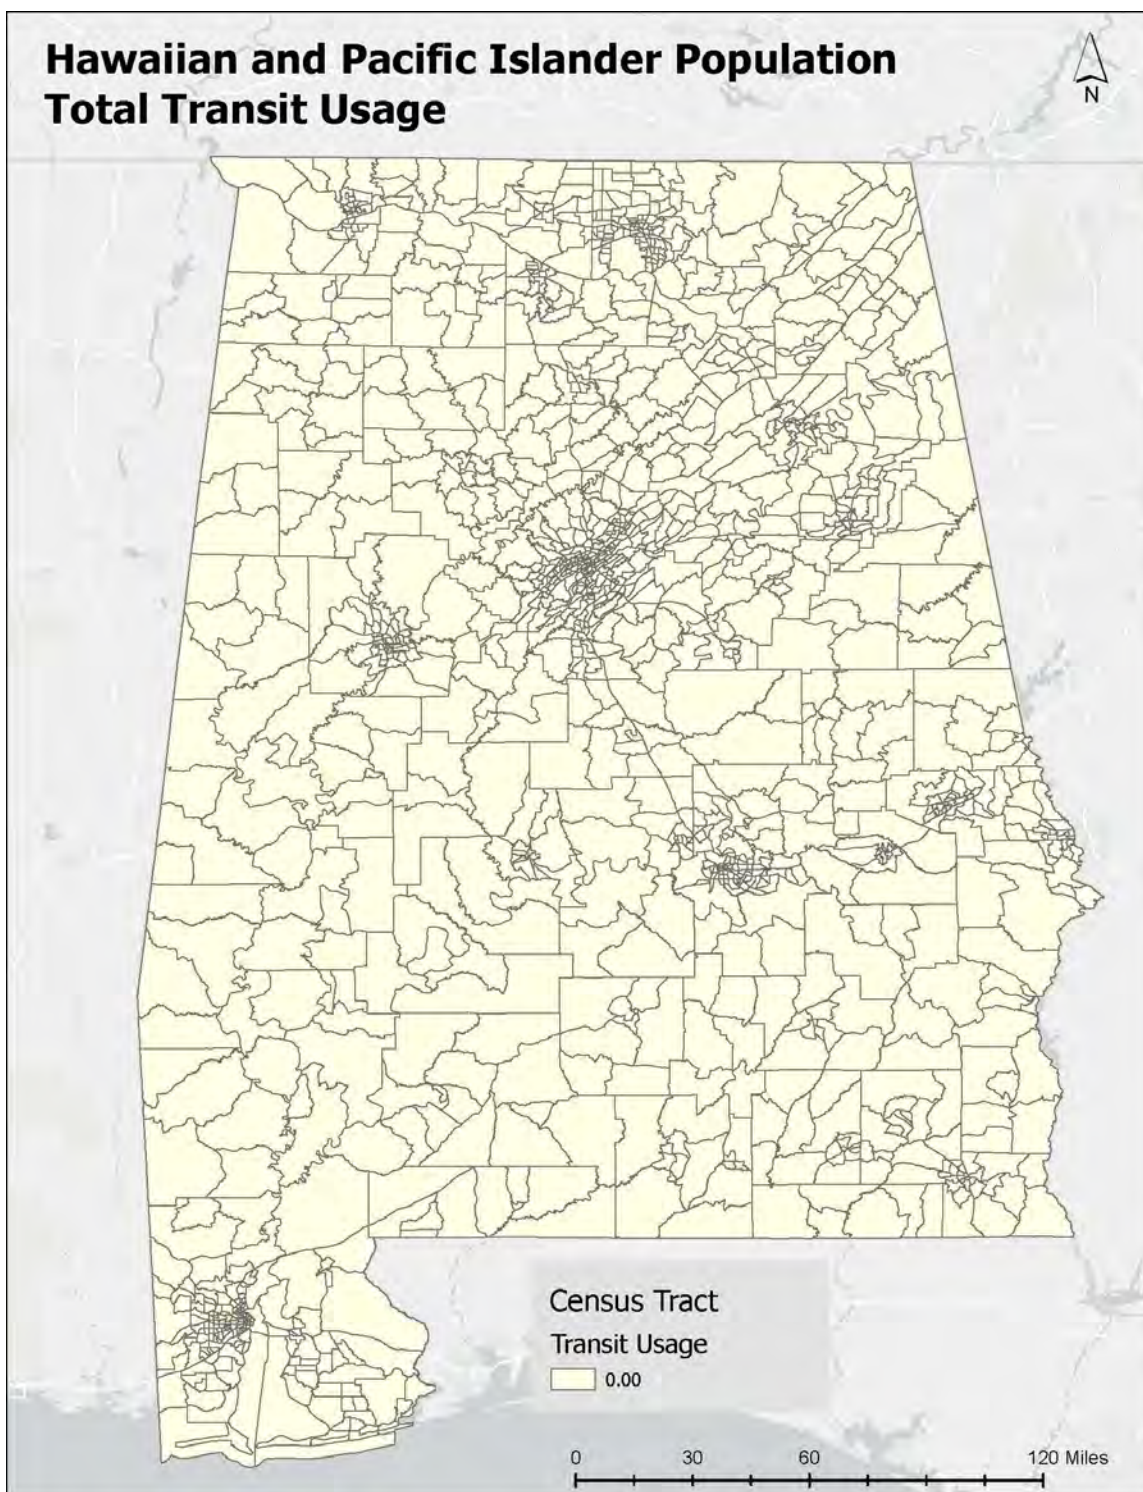 Hawaiian and Pacific Islander Population
Total Transit Usage
N
Census Tract
Transit Usage
0.00
0 30 60 120 Miles